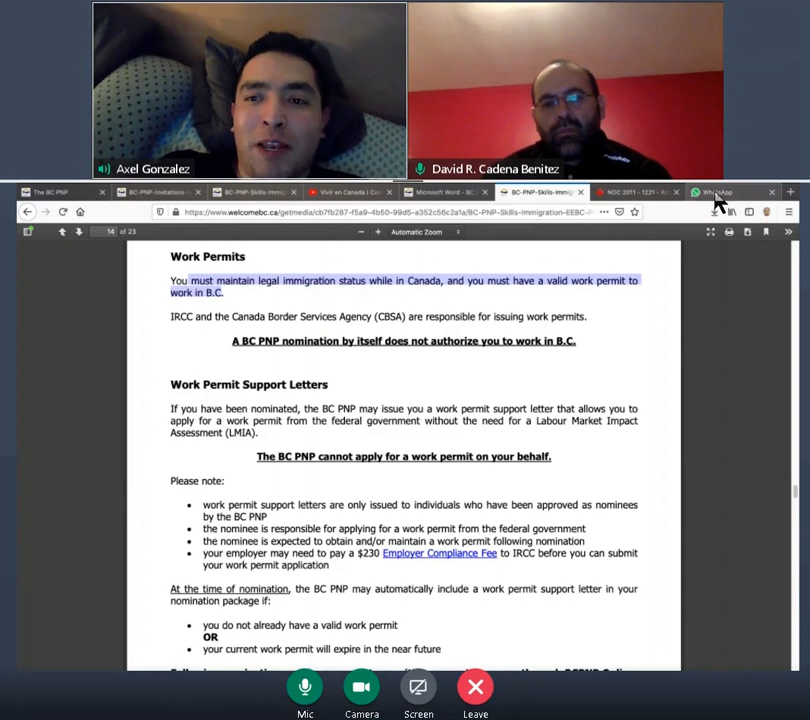 Axel Gonzalez
David R. Cadena Benitez
The BC PNP
BC-PNP-Invitations-
BC-PNP-Skills-Immig
Vivir en Canada | Co
Microsoft Word - BC
BC-PNP-Skills-Immig
NOC 2011 - 1221 - A
WhatsApp
https://www.welcomebc.ca/getmedia/cb7fb287-f5a9-4b50-99d5-a352c56c2a1a/BC-PNP-Skills-Immigration-EEBC-P
14 of 23
Automatic Zoom
Work Permits
You must maintain legal immigration status while in Canada, and you must have a valid work permit to
work in B.C.
IRCC and the Canada Border Services Agency (CBSA) are responsible for issuing work permits.
A BC PNP nomination by itself does not authorize you to work in B.C.
Work Permit Support Letters
If you have been nominated, the BC PNP may issue you a work permit support letter that allows you to
apply for a work permit from the federal government without the need for a Labour Market Impact
Assessment (LMIA).
The BC PNP cannot apply for a work permit on your behalf.
Please note:
work permit support letters are only issued to individuals who have been approved as nominees
by the BC PNP
the nominee is responsible for applying for a work permit from the federal government
the nominee is expected to obtain and/or maintain a work permit following nomination
your employer may need to pay a $230 Employer Compliance Fee to IRCC before you can submit
your work permit application
At the time of nomination, the BC PNP may automatically include a work permit support letter in your
nomination package if:
you do not already have a valid work permit
OR
your current work permit will expire in the near future
Mic
Camera
Screen
Leave